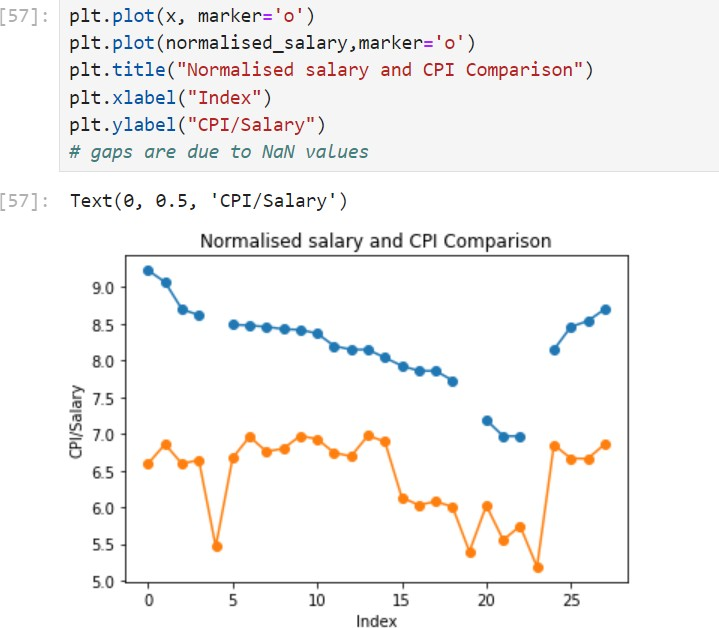 [57]: plt.plot(x, marker='o')
plt.plot(normalised_salary,marker='o')
plt.title("Normalised salary and CPI Comparison")
plt.xlabel("Index")
plt.ylabel("CPI/Salary")
# gaps are due to NaN values
[57]: Text(0, 0.5, 'CPI/Salary')
Normalised salary and CPI Comparison
9.0
8.5
8.0
7.5
7.0
6.5
6.0
5.5
5.0
CPI/Salary
0 5 10 15 20 25
Index